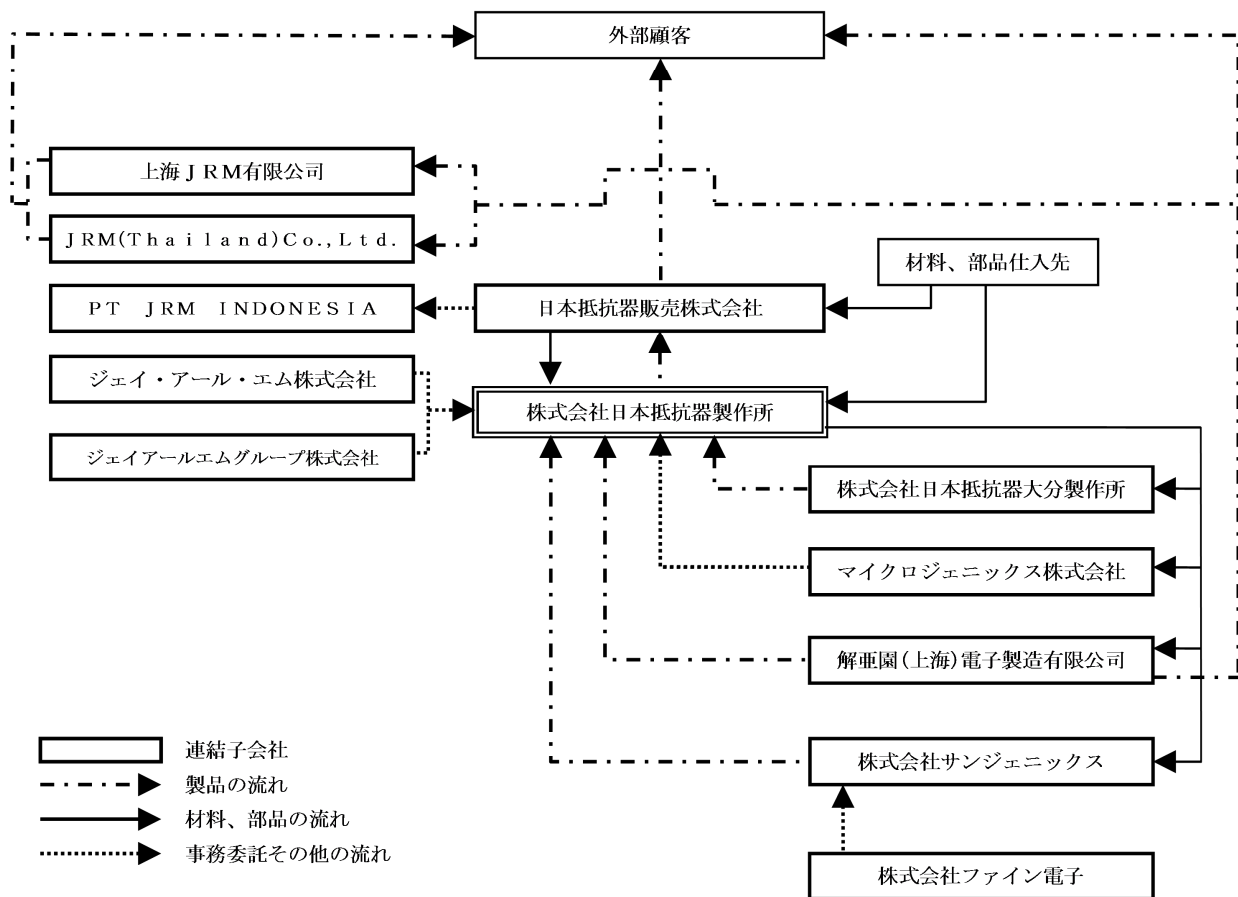 外部顧客
上海ＪＲＭ有限公司
ＪＲＭ(Ｔｈａｉｌａｎｄ)Ｃｏ.,Ｌｔｄ.
材料、部品仕入先
ＰＴ　ＪＲＭ　ＩＮＤＯＮＥＳＩＡ
日本抵抗器販売株式会社
ジェイ・アール・エム株式会社
株式会社日本抵抗器製作所
ジェイアールエムグループ株式会社
株式会社日本抵抗器大分製作所
マイクロジェニックス株式会社
解亜園(上海)電子製造有限公司
株式会社サンジェニックス
株式会社ファイン電子
連結子会社
製品の流れ
材料、部品の流れ
事務委託その他の流れ